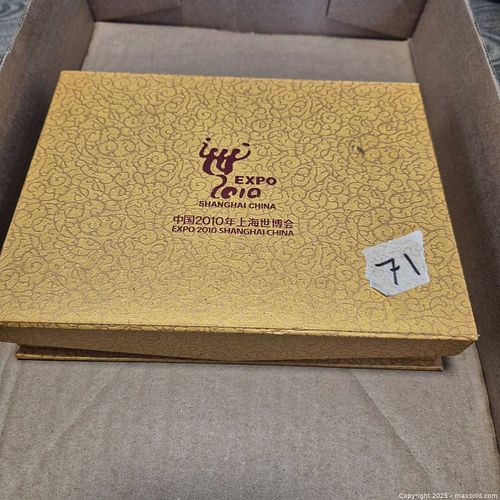 EXPO
2010
SHANGHAI CHINA
中国2010年上海世博会
EXPO 2010 SHANGHAI CHINA
71
Copyright 2025 - maxsold.com